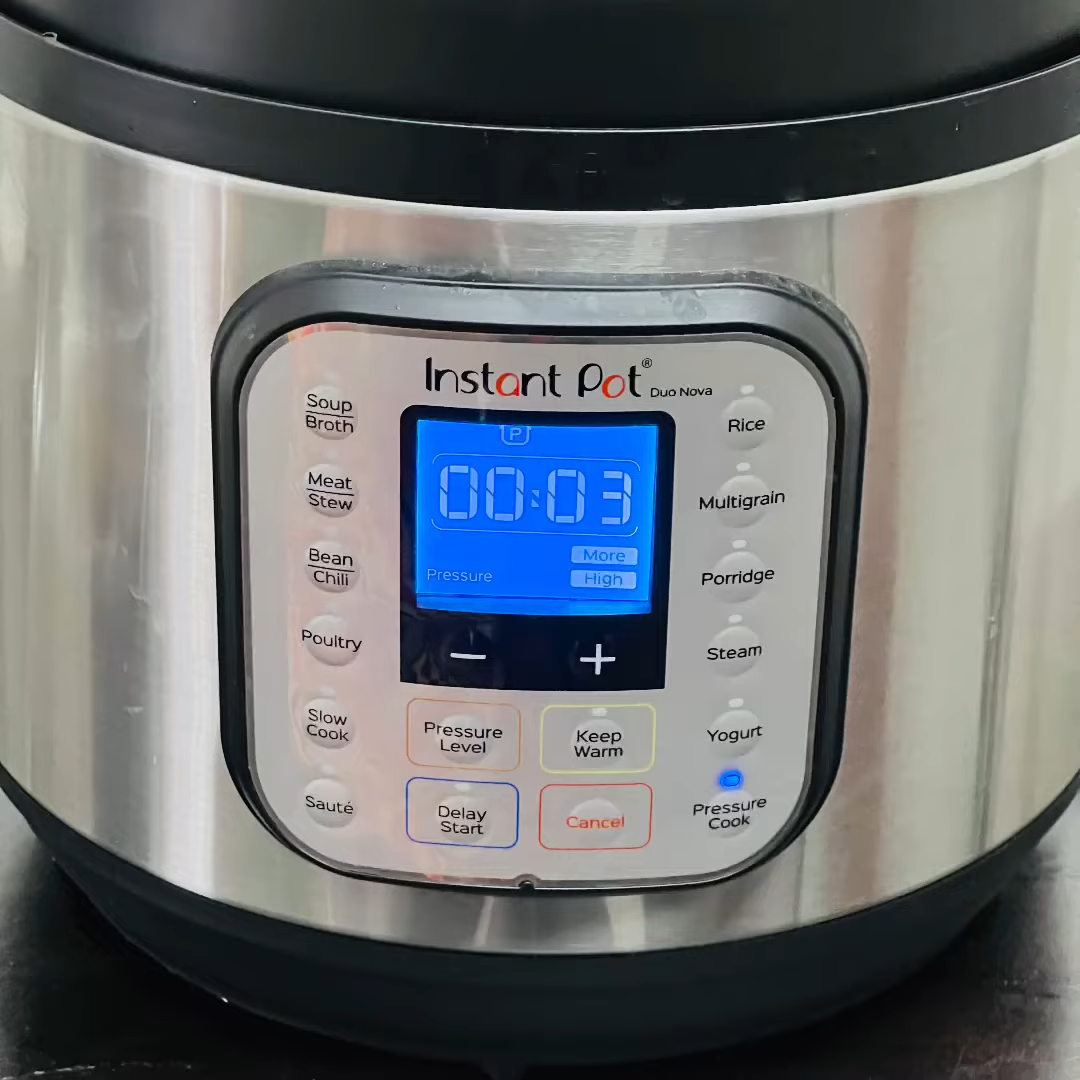 Instant Pot®
Duo Nova
Soup
Broth
Meat
Stew
Bean
Chili
Poultry
Slow
Cook
Sauté
P
00:03
More
Pressure
High
−
+
Pressure
Level
Keep
Warm
Delay
Start
Cancel
Rice
Multigrain
Porridge
Steam
Yogurt
Pressure
Cook